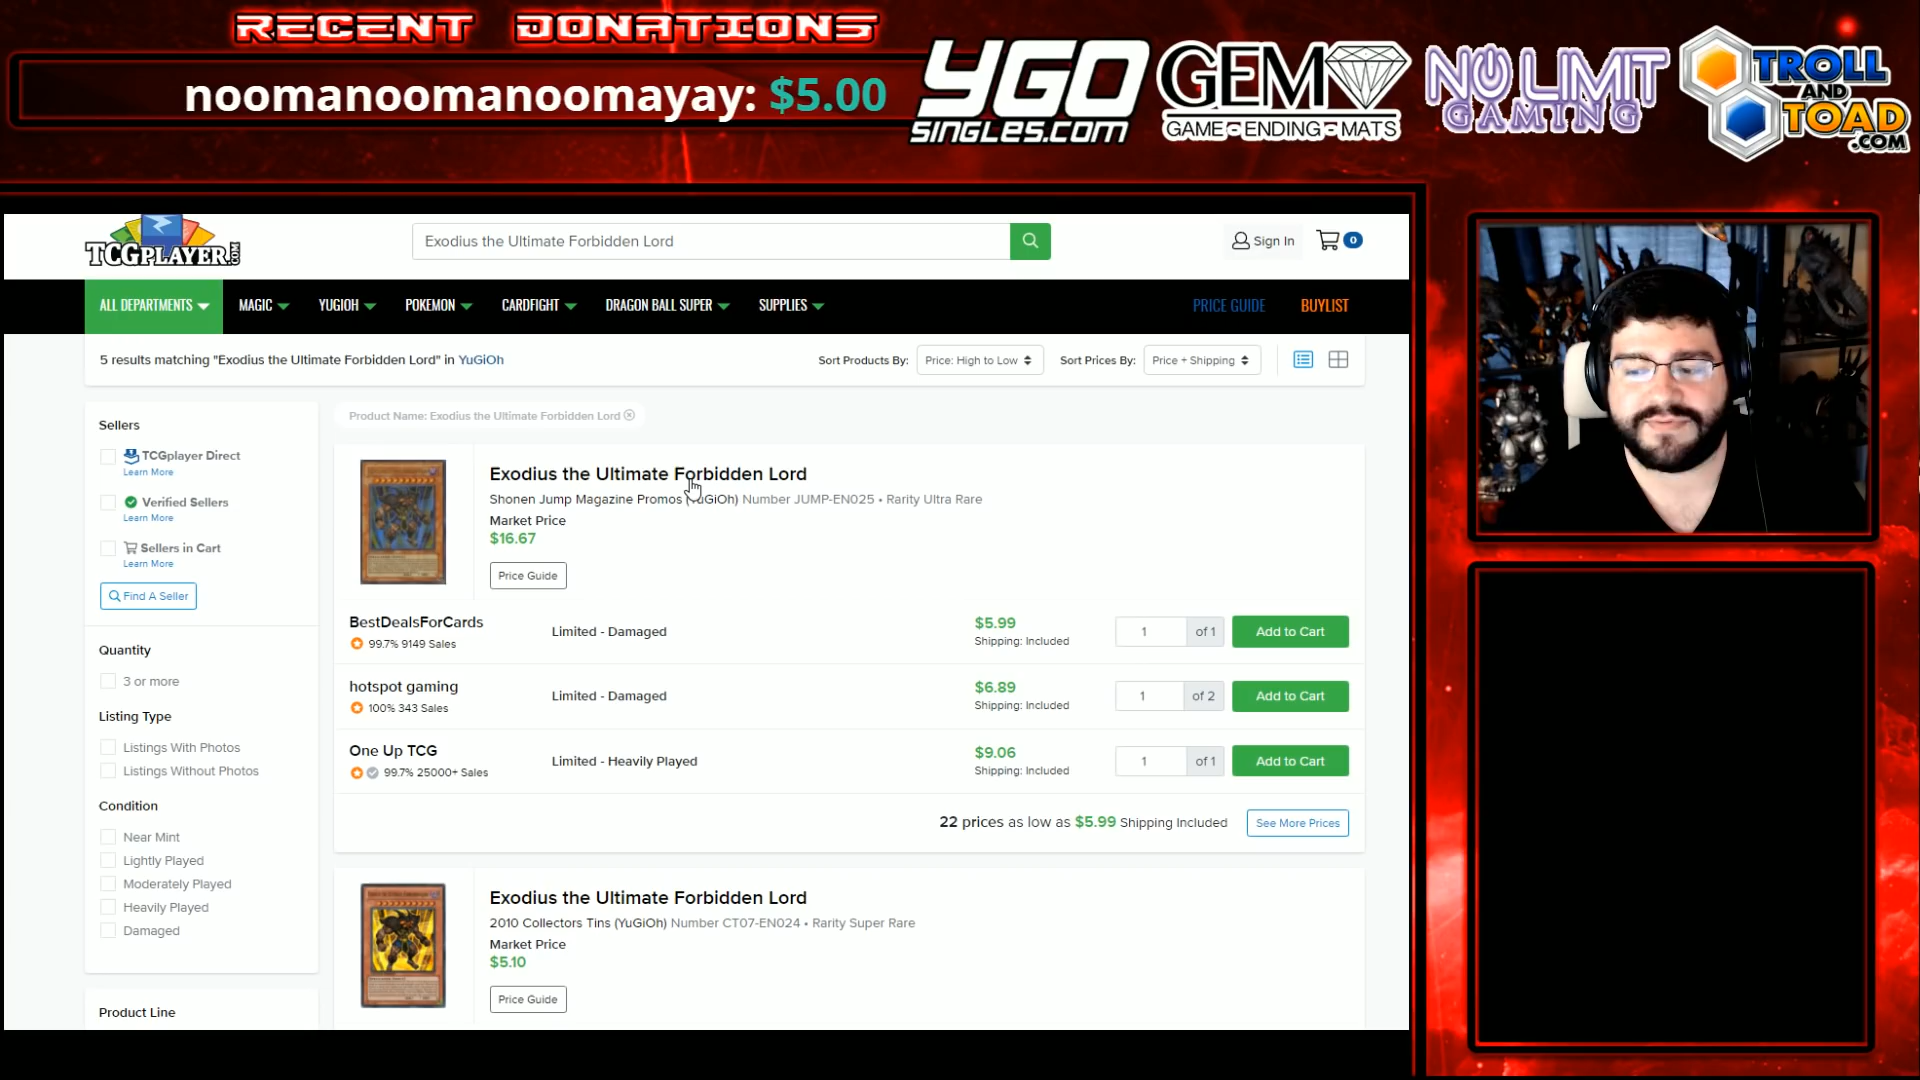 RECENT DONATIONS
noomanoomanoomayay: $5.00
YGO
SINGLES.COM
GEM
GAME-ENDING-MATS
NO LIMIT
GAMING
TROLL
AND
TOAD
.COM
TCGPLAYER.COM
Exodius the Ultimate Forbidden Lord
Sign In
0
ALL DEPARTMENTS
MAGIC
YUGIOH
POKEMON
CARDFIGHT
DRAGON BALL SUPER
SUPPLIES
PRICE GUIDE
BUYLIST
5 results matching "Exodius the Ultimate Forbidden Lord" in YuGiOh
Sort Products By: Price: High to Low
Sort Prices By: Price + Shipping
Product Name: Exodius the Ultimate Forbidden Lord
Sellers
TCGplayer Direct
Learn More
Verified Sellers
Learn More
Sellers in Cart
Learn More
Find A Seller
Quantity
3 or more
Listing Type
Listings With Photos
Listings Without Photos
Condition
Near Mint
Lightly Played
Moderately Played
Heavily Played
Damaged
Product Line
Exodius the Ultimate Forbidden Lord
Shonen Jump Magazine Promos (YuGiOh) Number JUMP-EN025 • Rarity Ultra Rare
Market Price
$16.67
Price Guide
BestDealsForCards
99.7% 9149 Sales
Limited - Damaged
$5.99
Shipping: Included
1 of 1
Add to Cart
hotspot gaming
100% 343 Sales
Limited - Damaged
$6.89
Shipping: Included
1 of 2
Add to Cart
One Up TCG
99.7% 25000+ Sales
Limited - Heavily Played
$9.06
Shipping: Included
1 of 1
Add to Cart
22 prices as low as $5.99 Shipping Included
See More Prices
Exodius the Ultimate Forbidden Lord
2010 Collectors Tins (YuGiOh) Number CT07-EN024 • Rarity Super Rare
Market Price
$5.10
Price Guide